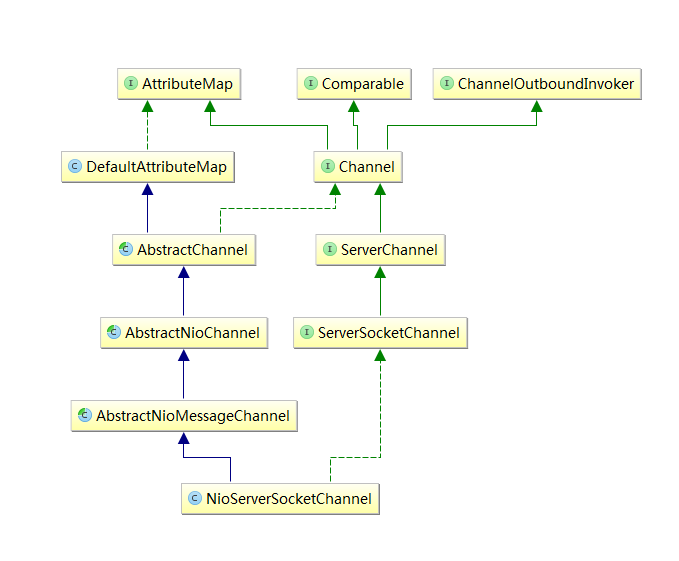 I AttributeMap
I Comparable
I ChannelOutboundInvoker
C DefaultAttributeMap
I Channel
C AbstractChannel
I ServerChannel
C AbstractNioChannel
I ServerSocketChannel
C AbstractNioMessageChannel
C NioServerSocketChannel